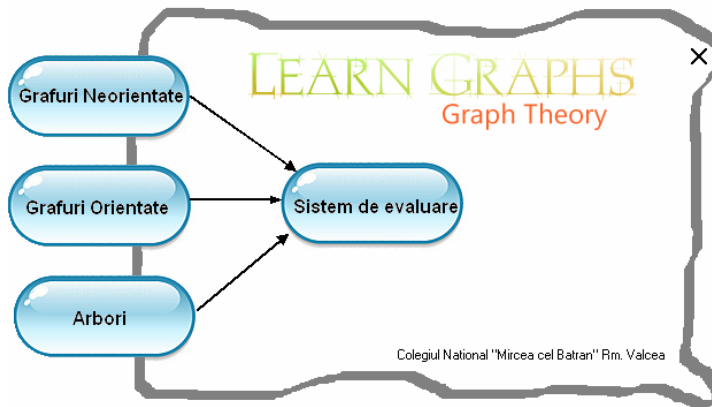 LEARN GRAPHS
Graph Theory
Grafuri Neorientate
Grafuri Orientate
Sistem de evaluare
Arbori
Colegiul National "Mircea cel Batran" Rm. Valcea